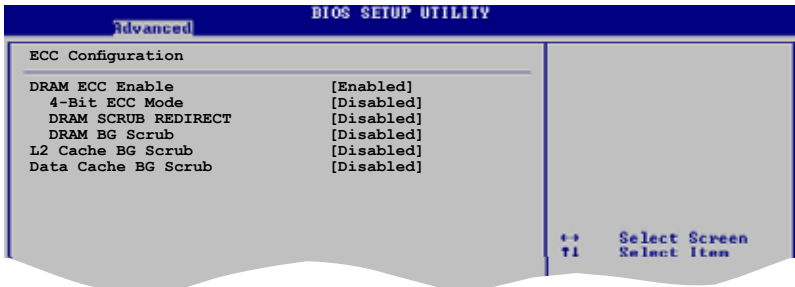 BIOS SETUP UTILITY
Advanced
ECC Configuration
DRAM ECC Enable [Enabled]
4-Bit ECC Mode [Disabled]
DRAM SCRUB REDIRECT [Disabled]
DRAM BG Scrub [Disabled]
L2 Cache BG Scrub [Disabled]
Data Cache BG Scrub [Disabled]
↔ Select Screen
↑↓ Select Item